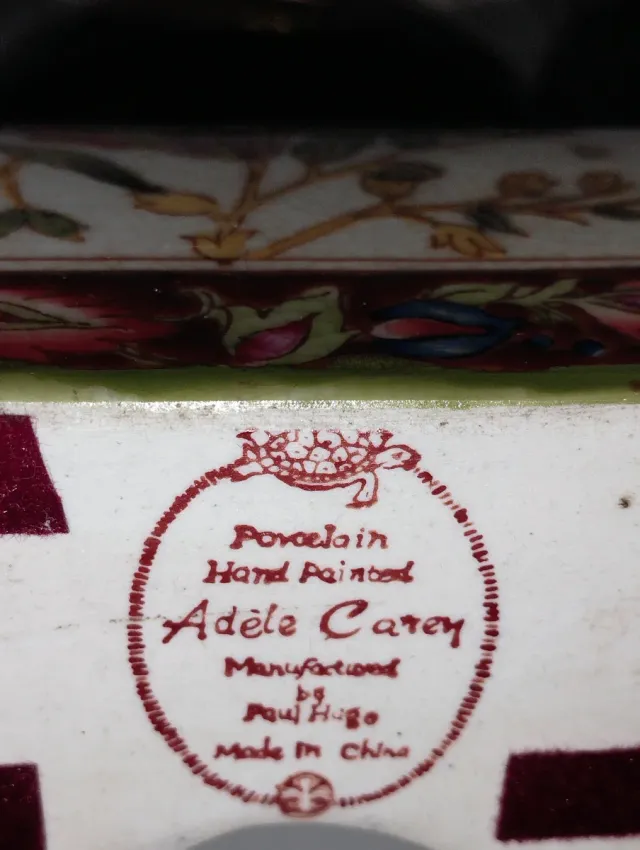 Porcelain
Hand Painted
Adèle Carey
Manufactured
by
Paul Hugo
Made In China